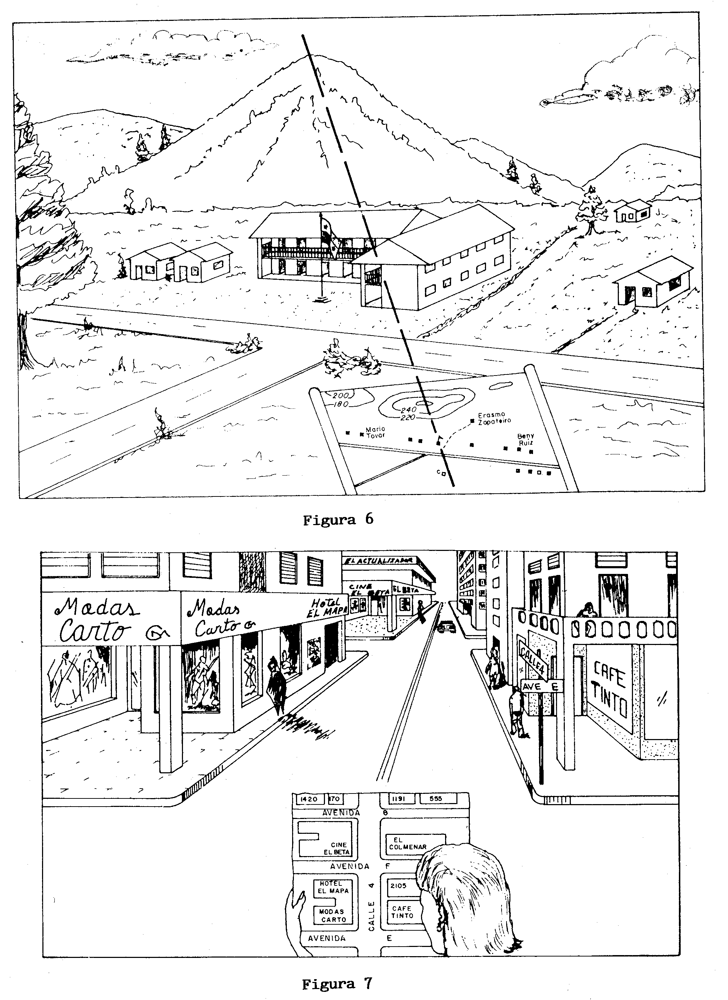 200
180
240
220
Erasmo
Zapateiro
Mario
Tovar
Beny
Ruiz
C
Figura 6
EL ACTUALIZADOR
CINE
EL BETA
EL BETA
Modas
Carto
Modas
Carto
Hotel
EL MAPA
CALLE 4
AVE E
CAFE
TINTO
1420
170
1191
555
AVENIDA B
CINE
EL BETA
EL
COLMENAR
AVENIDA F
HOTEL
EL MAPA
CALLE 4
2105
MODAS
CARTO
CAFE
TINTO
AVENIDA E
Figura 7